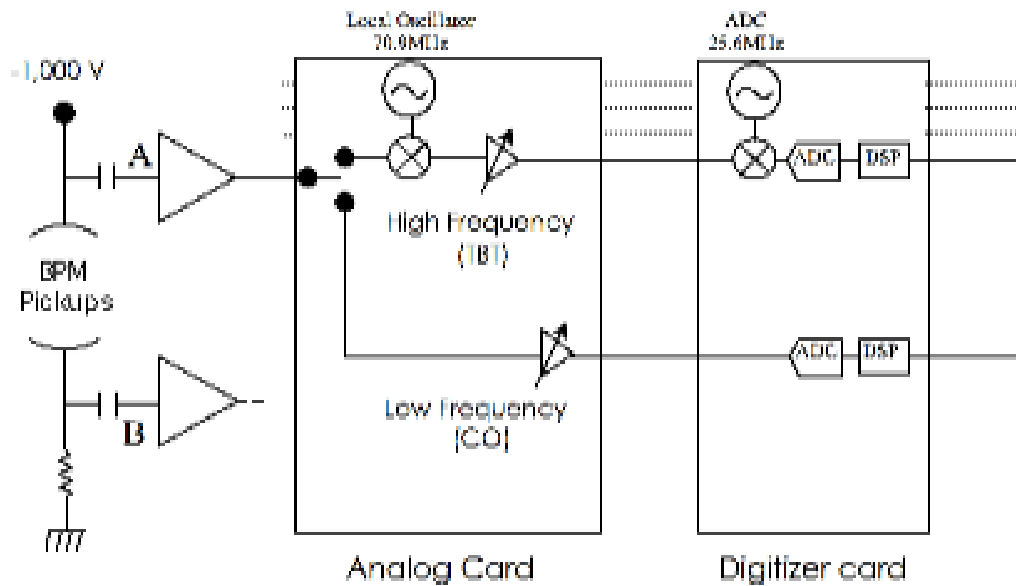 Local Oscillator
70.9MHz
ADC
25.6MHz
-1,000 V
A
ADC
DSP
High Frequency
(TBT)
BPM
Pickups
ADC
DSP
Low Frequency
(CO)
B
Analog Card
Digitizer card